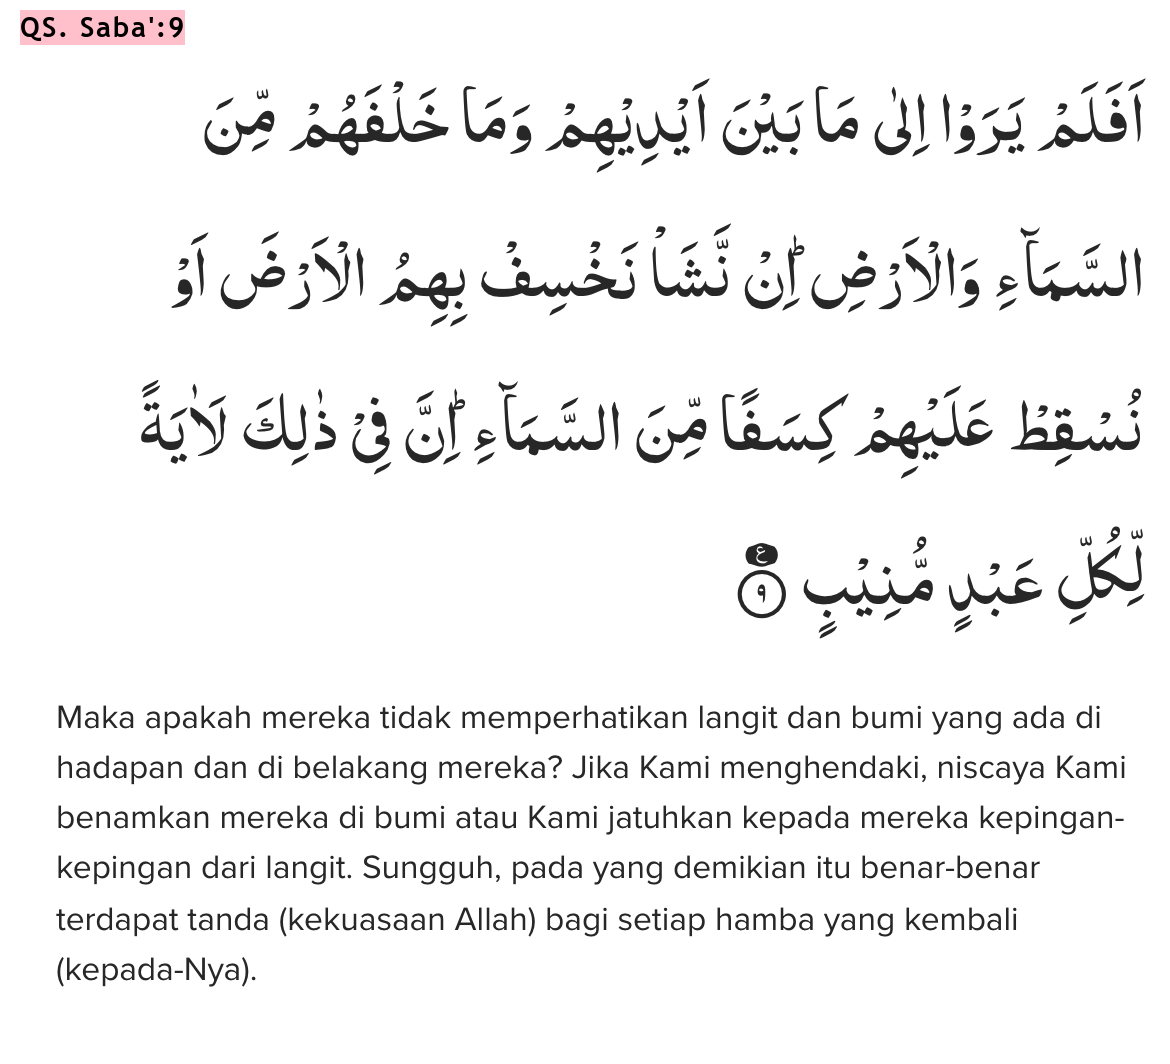 QS. Saba':9
اَفَلَمْ يَرَوْا اِلٰى مَا بَيْنَ اَيْدِيْهِمْ وَمَا خَلْفَهُمْ مِّنَ
السَّمَاۤءِ وَالْاَرْضِۗ اِنْ نَّشَأْ نَخْسِفْ بِهِمُ الْاَرْضَ اَوْ
نُسْقِطْ عَلَيْهِمْ كِسَفًا مِّنَ السَّمَاۤءِۗ اِنَّ فِيْ ذٰلِكَ لَاٰيَةً
لِّكُلِّ عَبْدٍ مُّنِيْبٍ ࣖ ٩
Maka apakah mereka tidak memperhatikan langit dan bumi yang ada di
hadapan dan di belakang mereka? Jika Kami menghendaki, niscaya Kami
benamkan mereka di bumi atau Kami jatuhkan kepada mereka kepingan-
kepingan dari langit. Sungguh, pada yang demikian itu benar-benar
terdapat tanda (kekuasaan Allah) bagi setiap hamba yang kembali
(kepada-Nya).